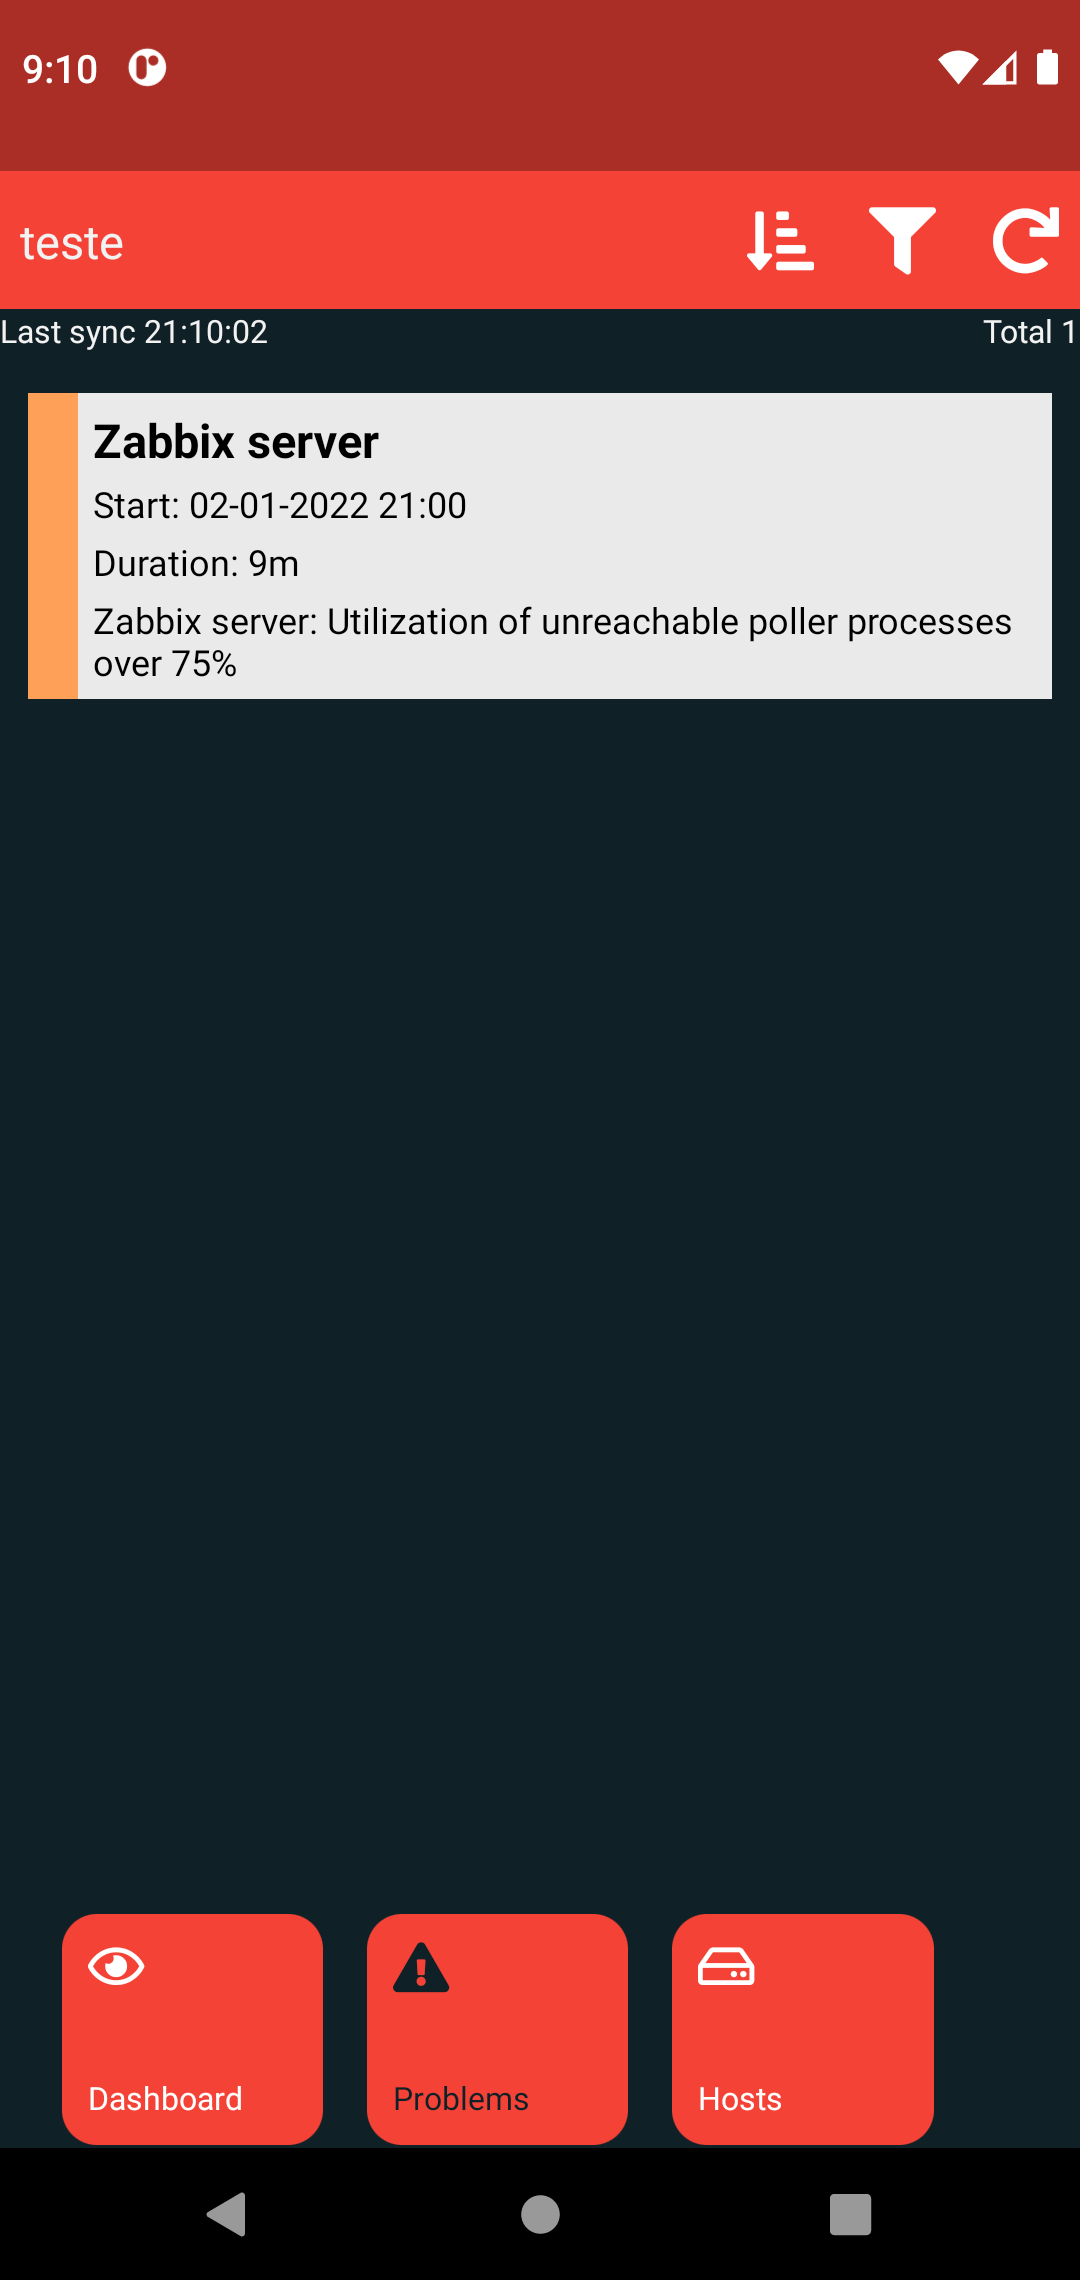 9:10
teste
Last sync 21:10:02
Total 1
Zabbix server
Start: 02-01-2022 21:00
Duration: 9m
Zabbix server: Utilization of unreachable poller processes
over 75%
Dashboard
Problems
Hosts